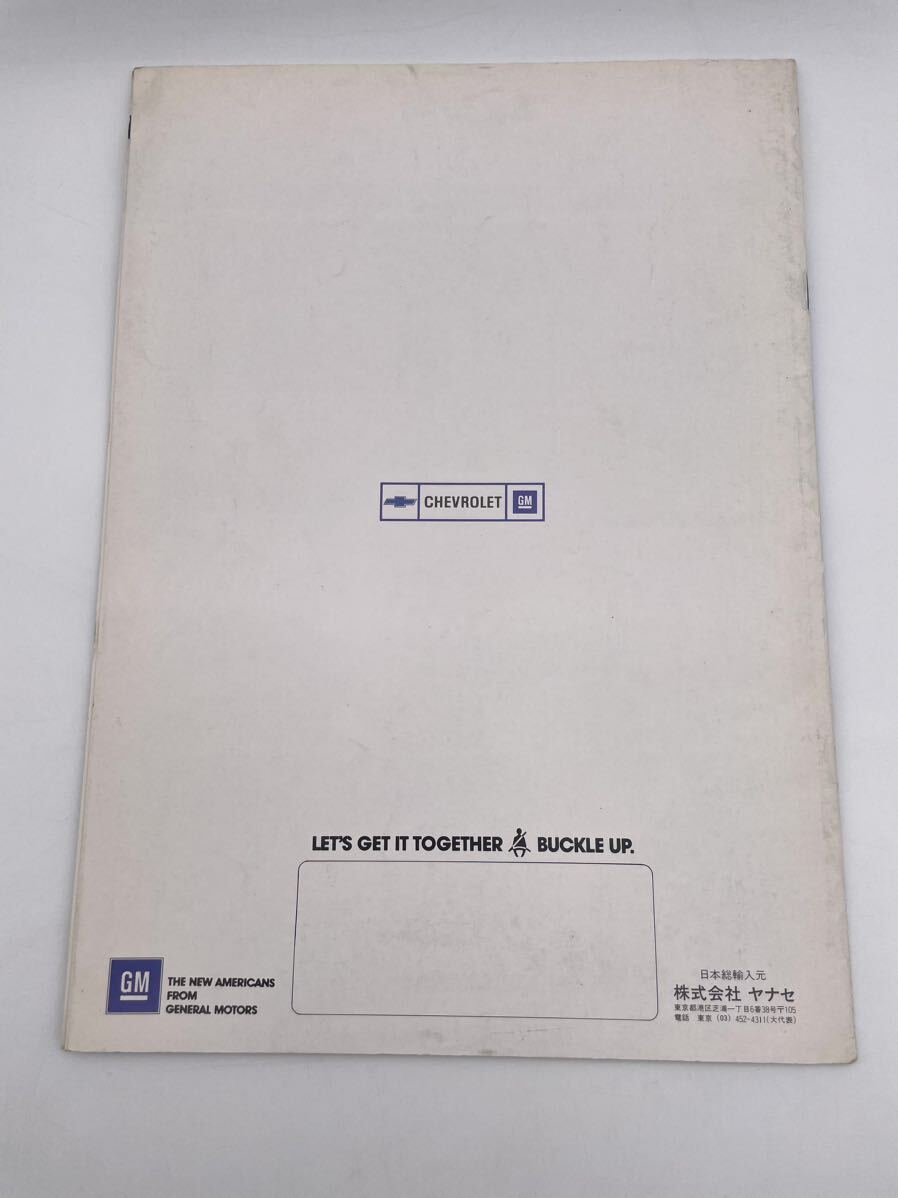 CHEVROLET GM
LET'S GET IT TOGETHER BUCKLE UP.
GM
THE NEW AMERICANS
FROM
GENERAL MOTORS
日本総輸入元
株式会社 ヤナセ
東京都港区芝浦一丁目6番38号〒105
電話 東京 (03) 452-4311(大代表)